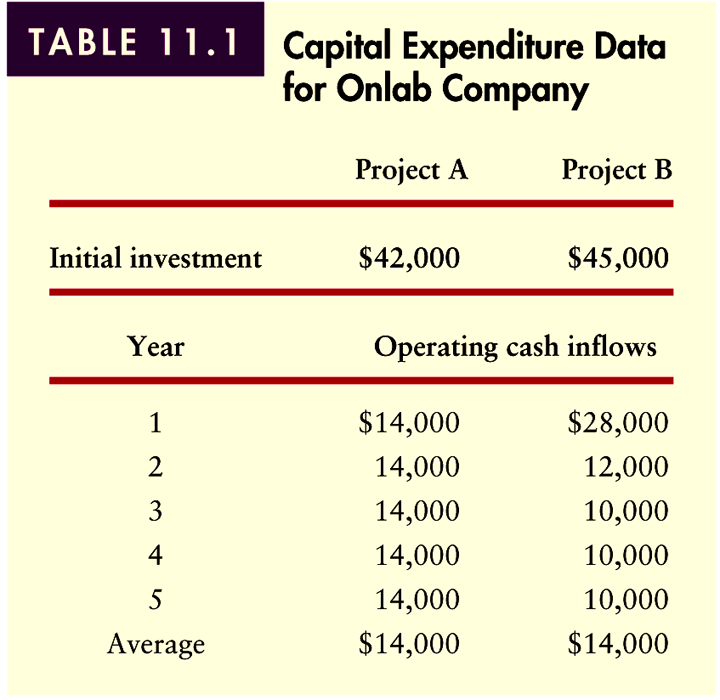 TABLE 11.1
Capital Expenditure Data
for Onlab Company
Project A Project B
Initial investment $42,000 $45,000
Year Operating cash inflows
1 $14,000 $28,000
2 14,000 12,000
3 14,000 10,000
4 14,000 10,000
5 14,000 10,000
Average $14,000 $14,000